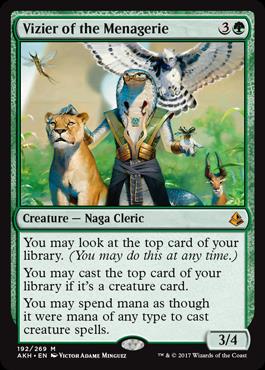 Vizier of the Menagerie 3
Creature — Naga Cleric
You may look at the top card of your
library. (You may do this at any time.)
You may cast the top card of your
library if it's a creature card.
You may spend mana as though
it were mana of any type to cast
creature spells.
3/4
192/269 M
AKH • EN VICTOR ADAME MINGUEZ
™ & © 2017 Wizards of the Coast